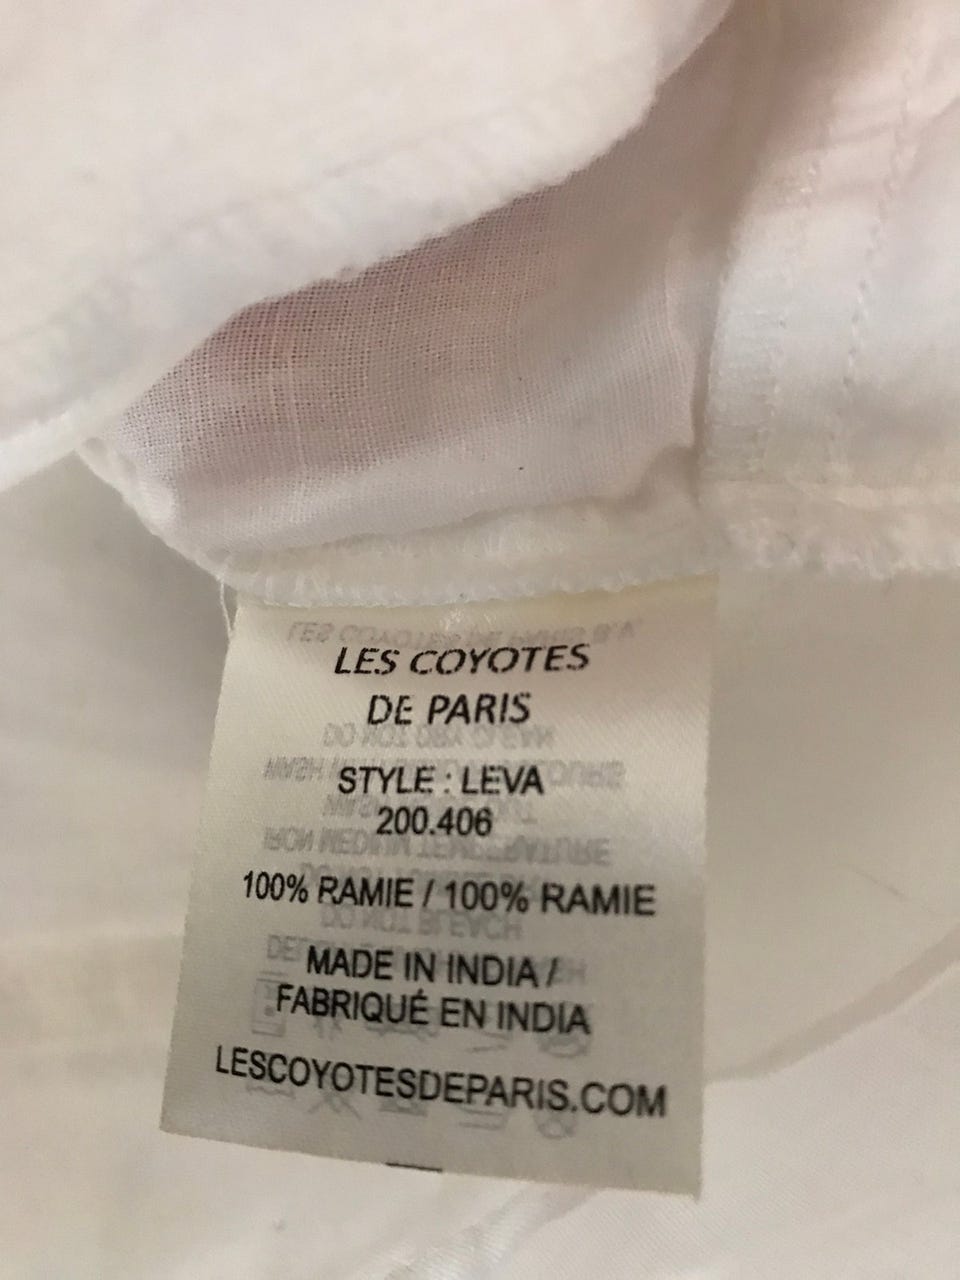 LES COYOTES
DE PARIS
STYLE : LEVA
200.406
100% RAMIE / 100% RAMIE
MADE IN INDIA /
FABRIQUÉ EN INDIA
LESCOYOTESDEPARIS.COM